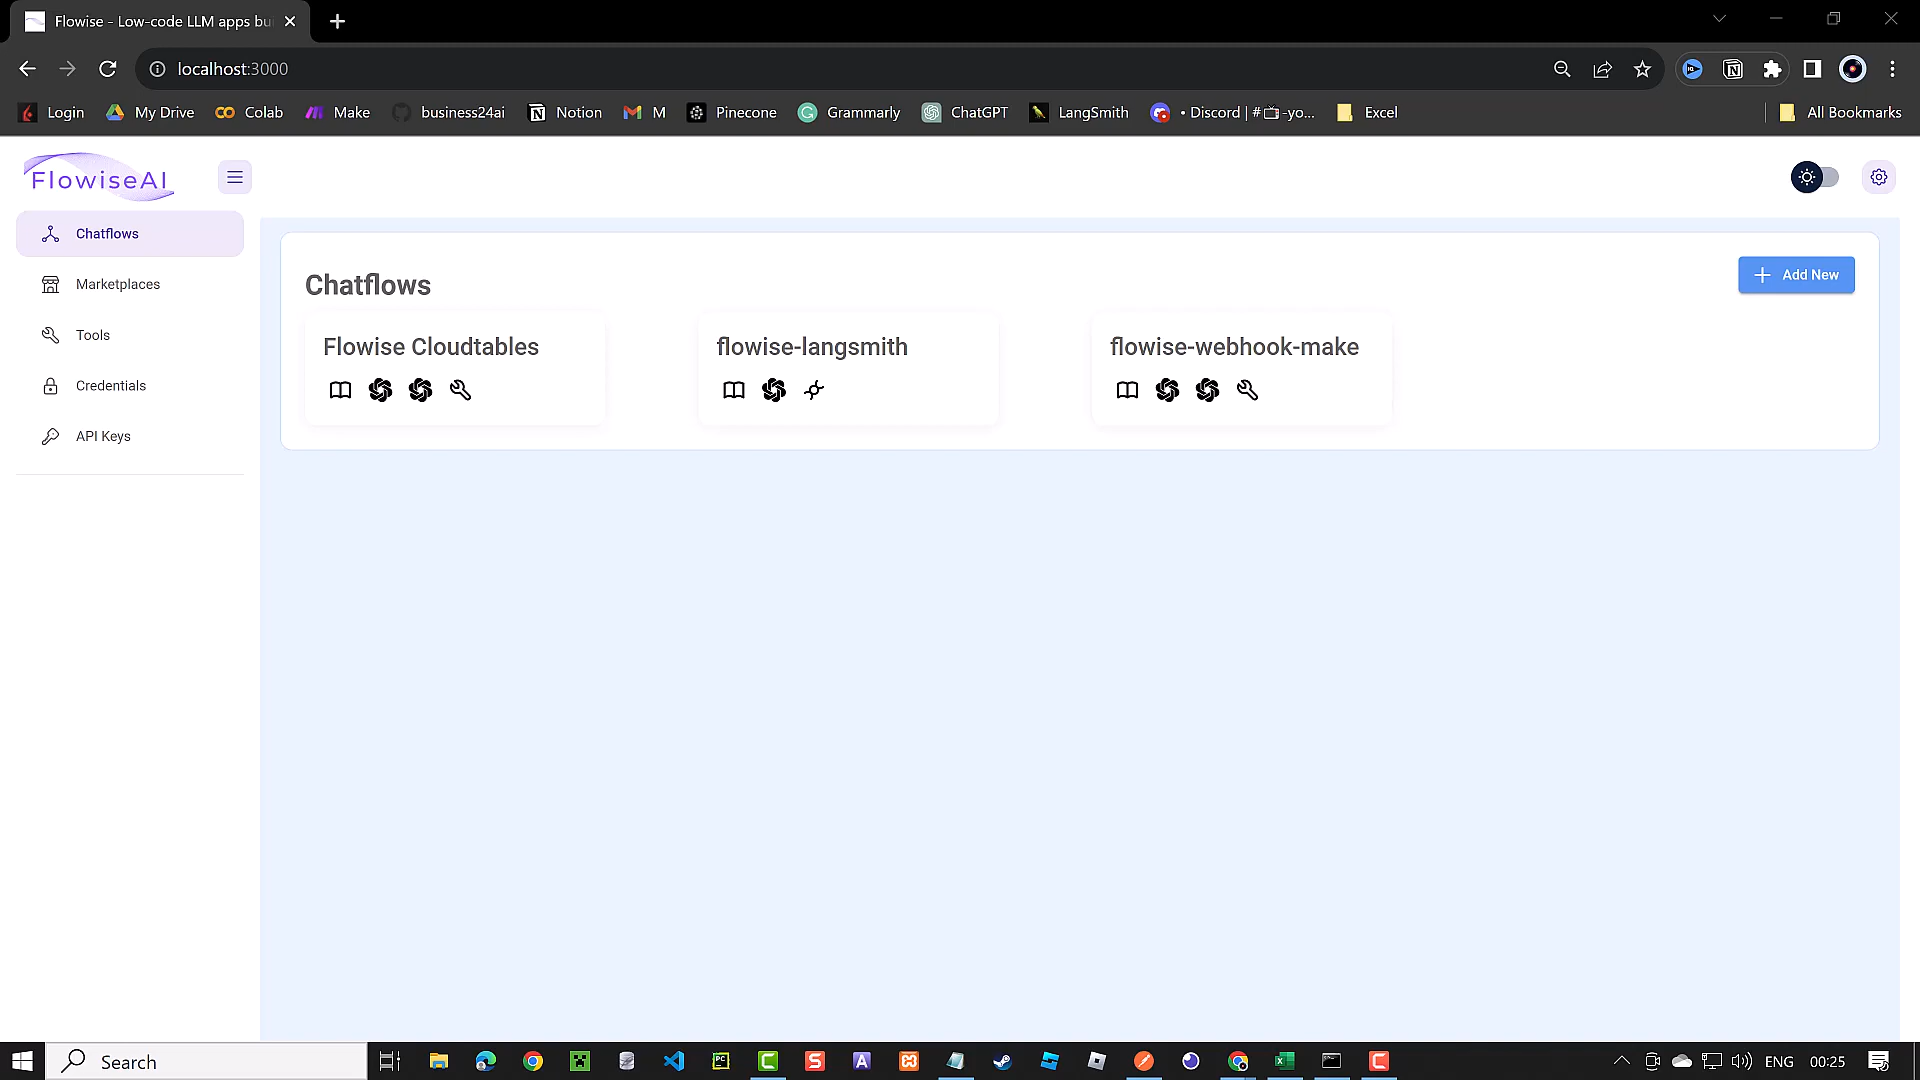 Flowise - Low-code LLM apps bui
localhost:3000
Login My Drive Colab Make business24ai Notion M Pinecone Grammarly ChatGPT LangSmith • Discord | #📺-yo... Excel All Bookmarks
FlowiseAI
Chatflows
Marketplaces
Tools
Credentials
API Keys
Chatflows
Add New
Flowise Cloudtables
flowise-langsmith
flowise-webhook-make
Search
ENG 00:25